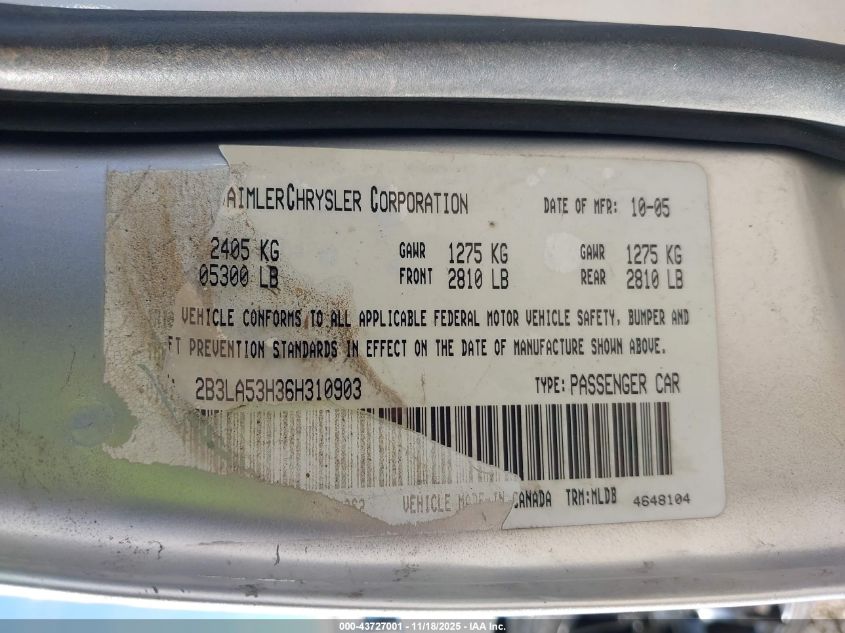 AIMLERCHRYSLER CORPORATION DATE OF MFR: 10-05
2405 KG GAWR 1275 KG GAWR 1275 KG
05300 LB FRONT 2810 LB REAR 2810 LB
VEHICLE CONFORMS TO ALL APPLICABLE FEDERAL MOTOR VEHICLE SAFETY, BUMPER AND
FT PREVENTION STANDARDS IN EFFECT ON THE DATE OF MANUFACTURE SHOWN ABOVE.
2B3LA53H36H310903 TYPE: PASSENGER CAR
VEHICLE MADE IN CANADA TRM:MLDB 4648104
000-43727001 - 11/18/2025 - IAA Inc.